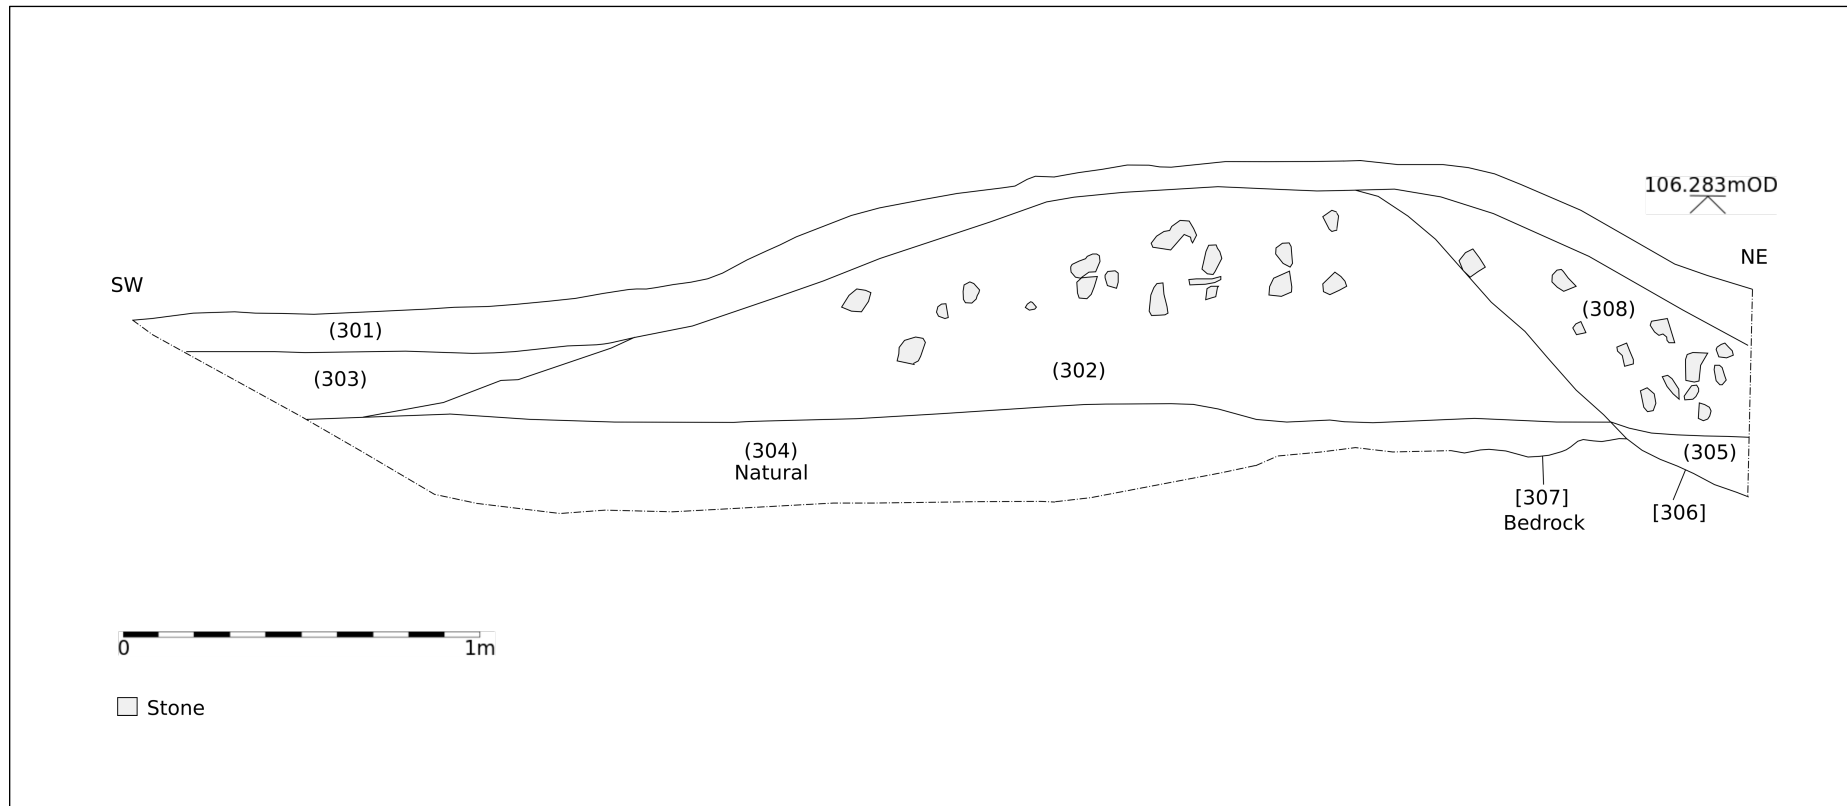 106.283mOD
NE
SW
(301)
(308)
(303)
(302)
(304)
Natural
(305)
[307]
Bedrock
[306]
0
1m
Stone